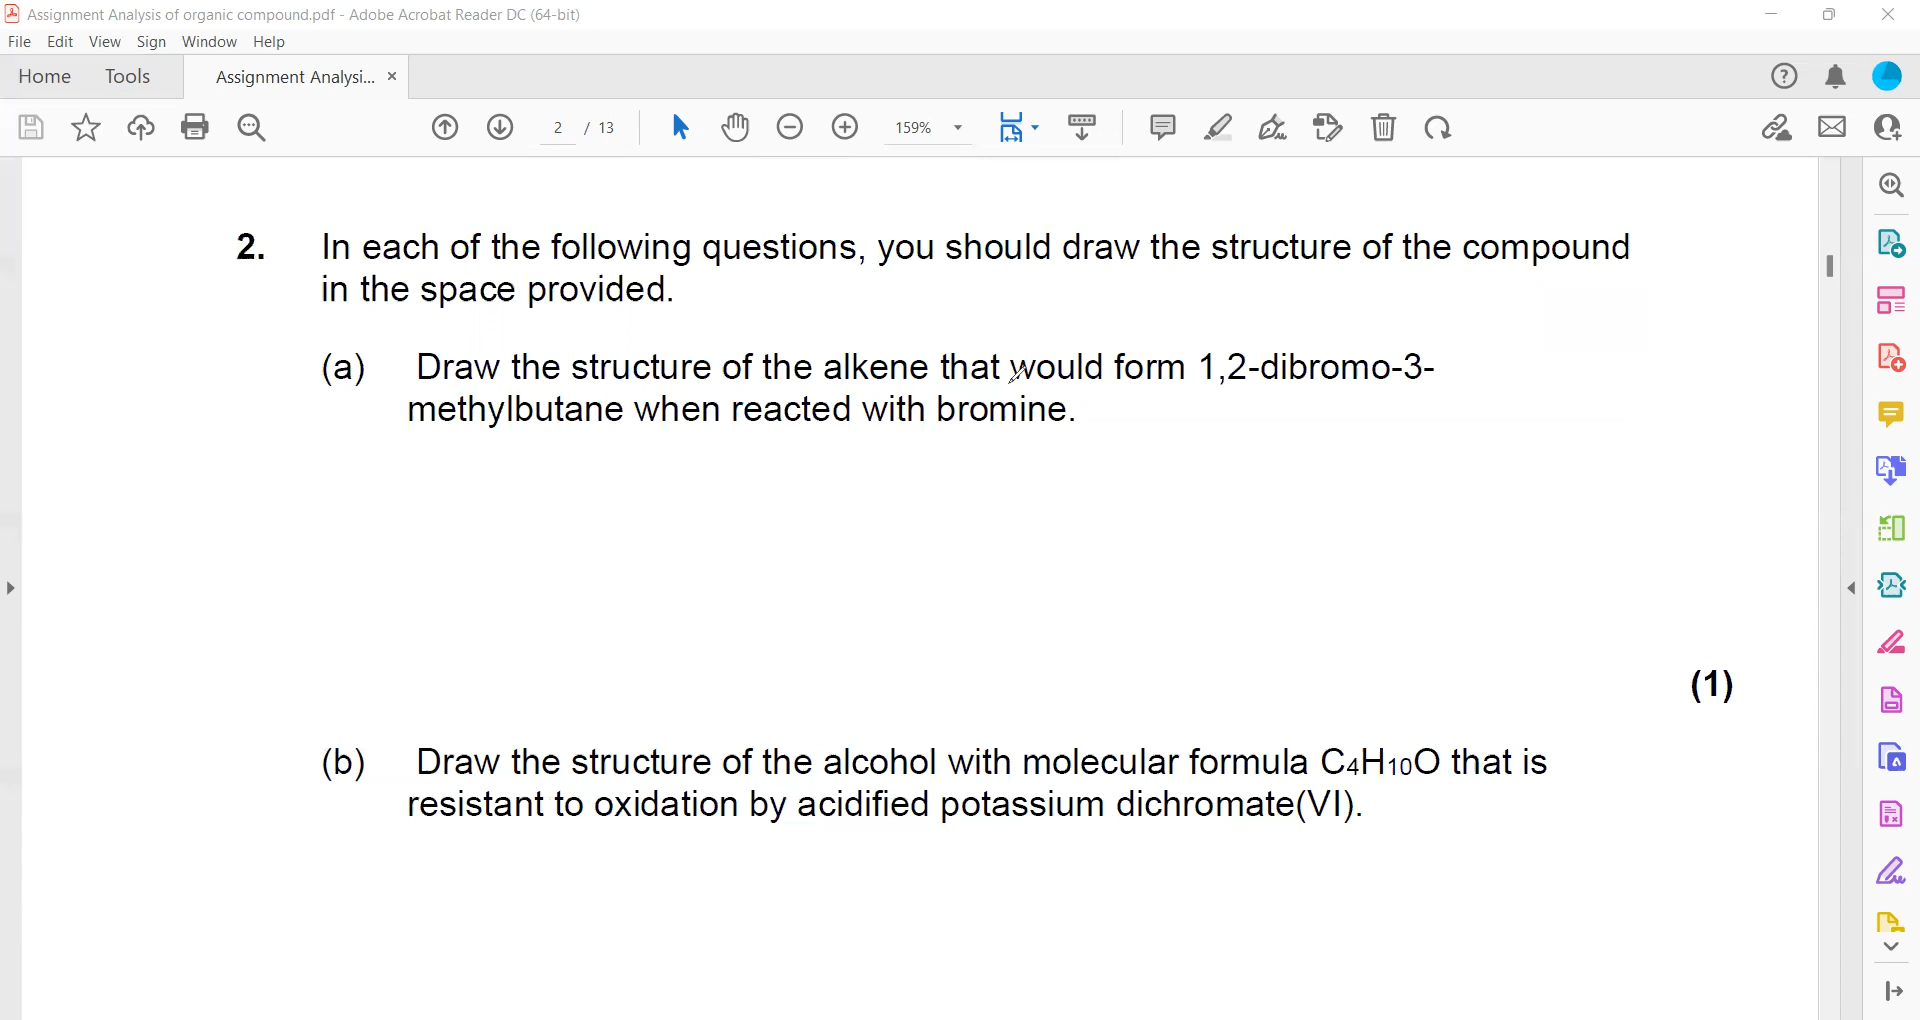 Assignment Analysis of organic compound.pdf - Adobe Acrobat Reader DC (64-bit)
File Edit View Sign Window Help
Home Tools Assignment Analysi... ×
2 / 13 159%
2. In each of the following questions, you should draw the structure of the compound
in the space provided.
(a) Draw the structure of the alkene that would form 1,2-dibromo-3-
methylbutane when reacted with bromine.
(1)
(b) Draw the structure of the alcohol with molecular formula C4H10O that is
resistant to oxidation by acidified potassium dichromate(VI).